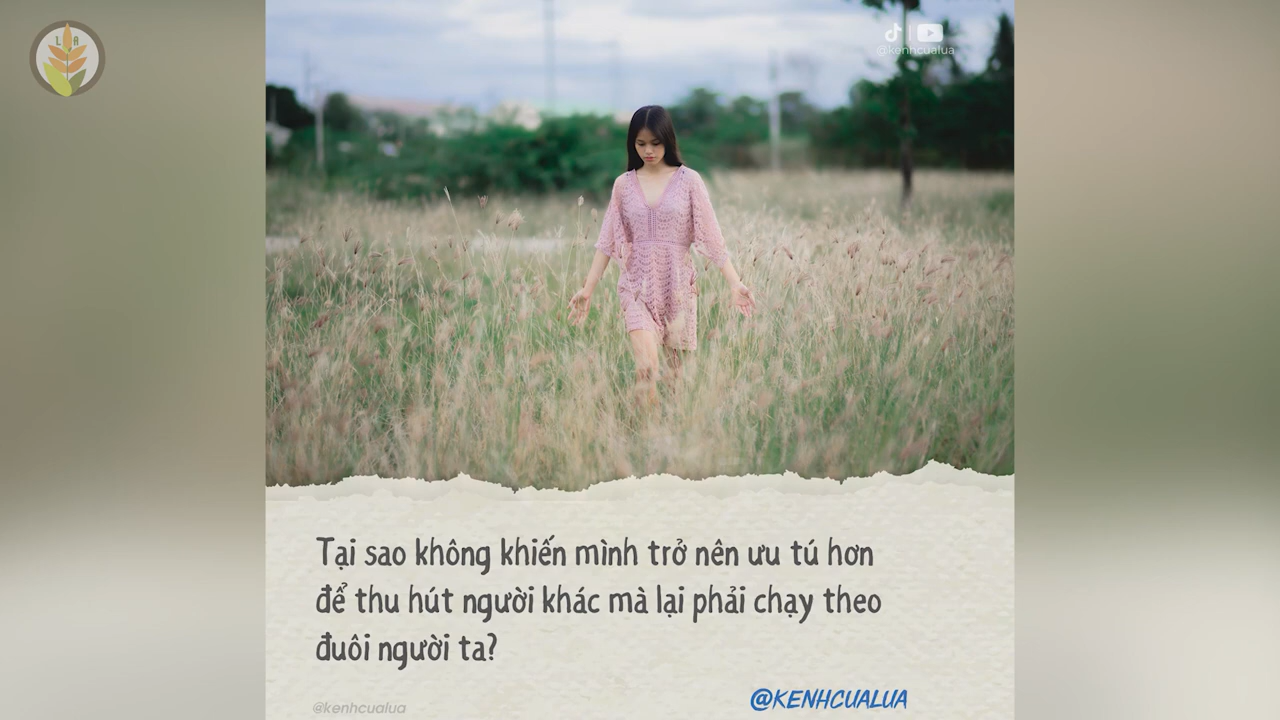 L A
@kenhcualua
Tại sao không khiến mình trở nên ưu tú hơn
để thu hút người khác mà lại phải chạy theo
đuôi người ta?
@KENHCUALUA
@kenhcualua